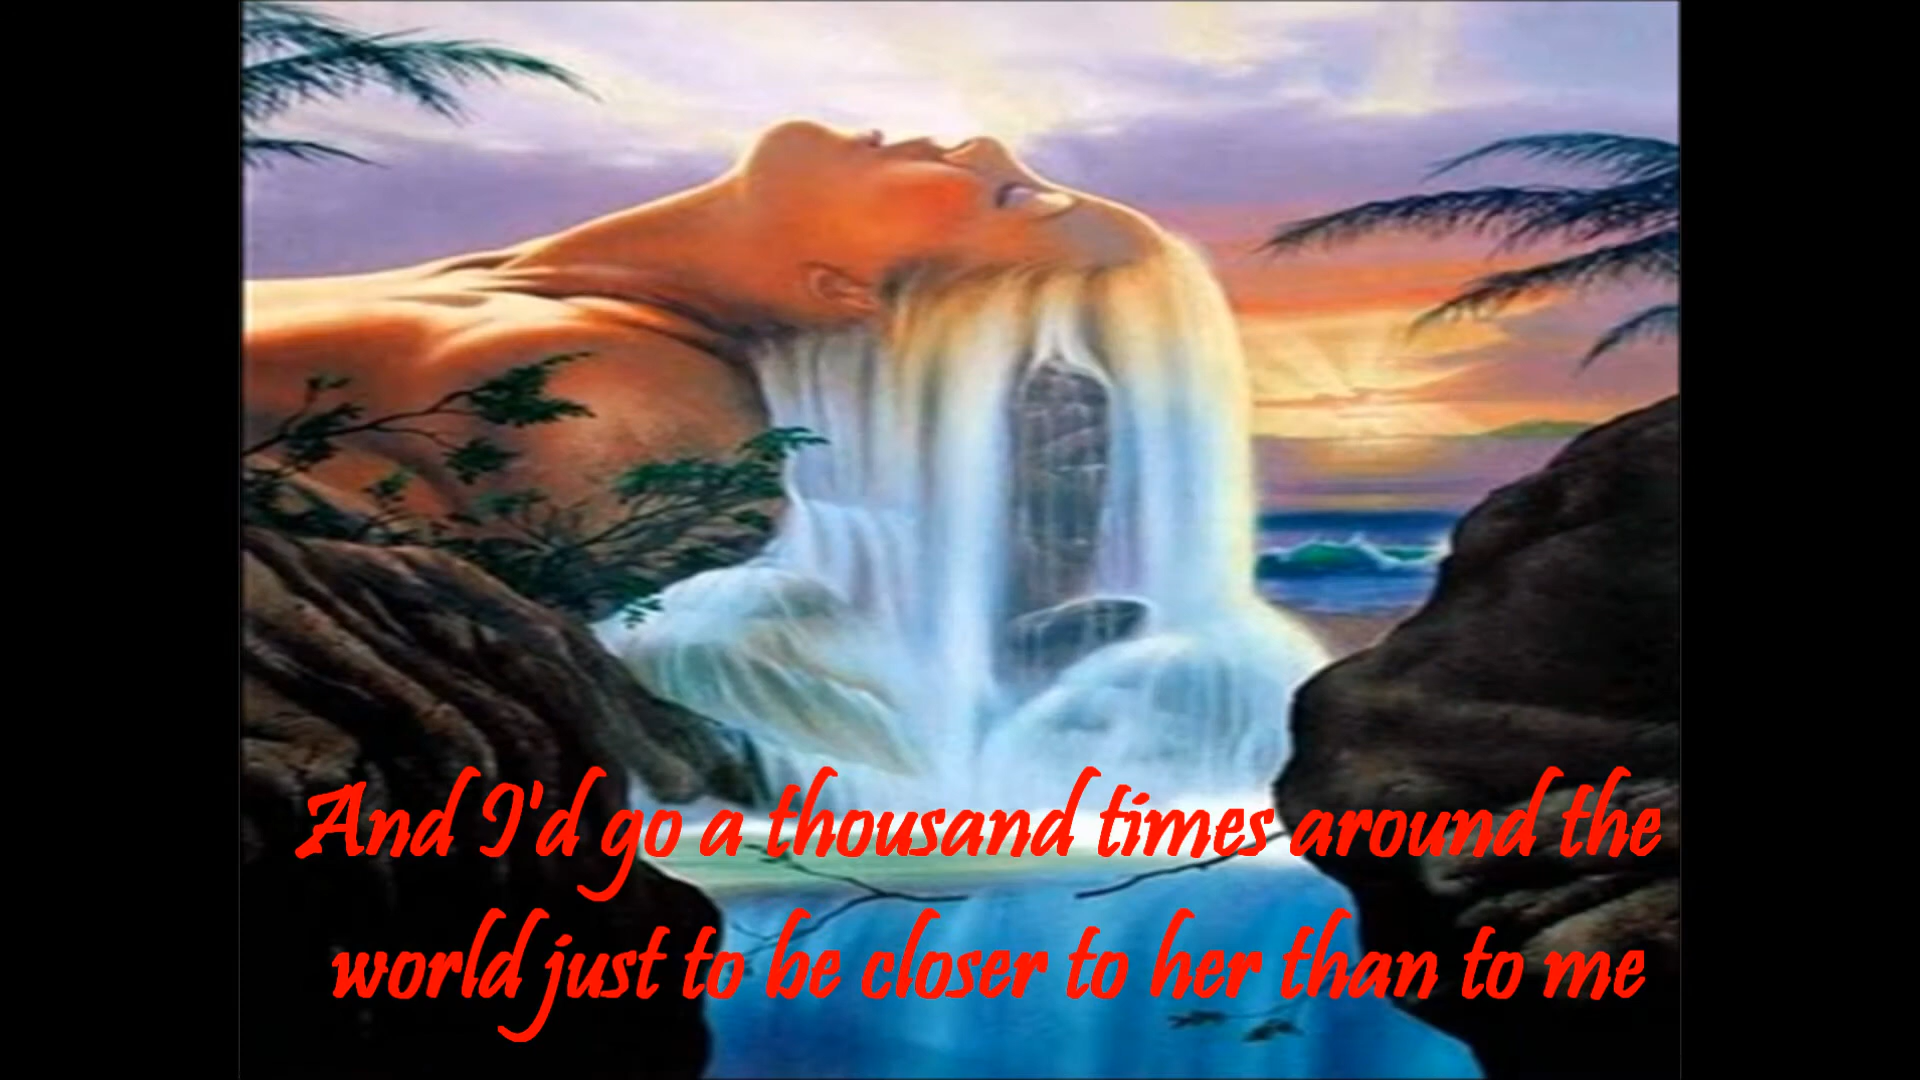 And I'd go a thousand times around the
world just to be closer to her than to me